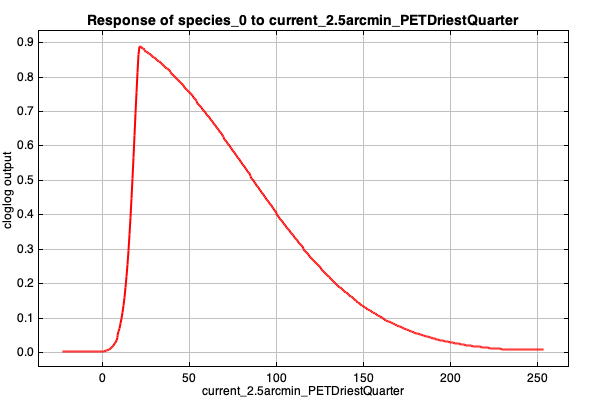 Response of species_0 to current_2.5arcmin_PETDriestQuarter
cloglog output
0.9
0.8
0.7
0.6
0.5
0.4
0.3
0.2
0.1
0.0
0 50 100 150 200 250
current_2.5arcmin_PETDriestQuarter